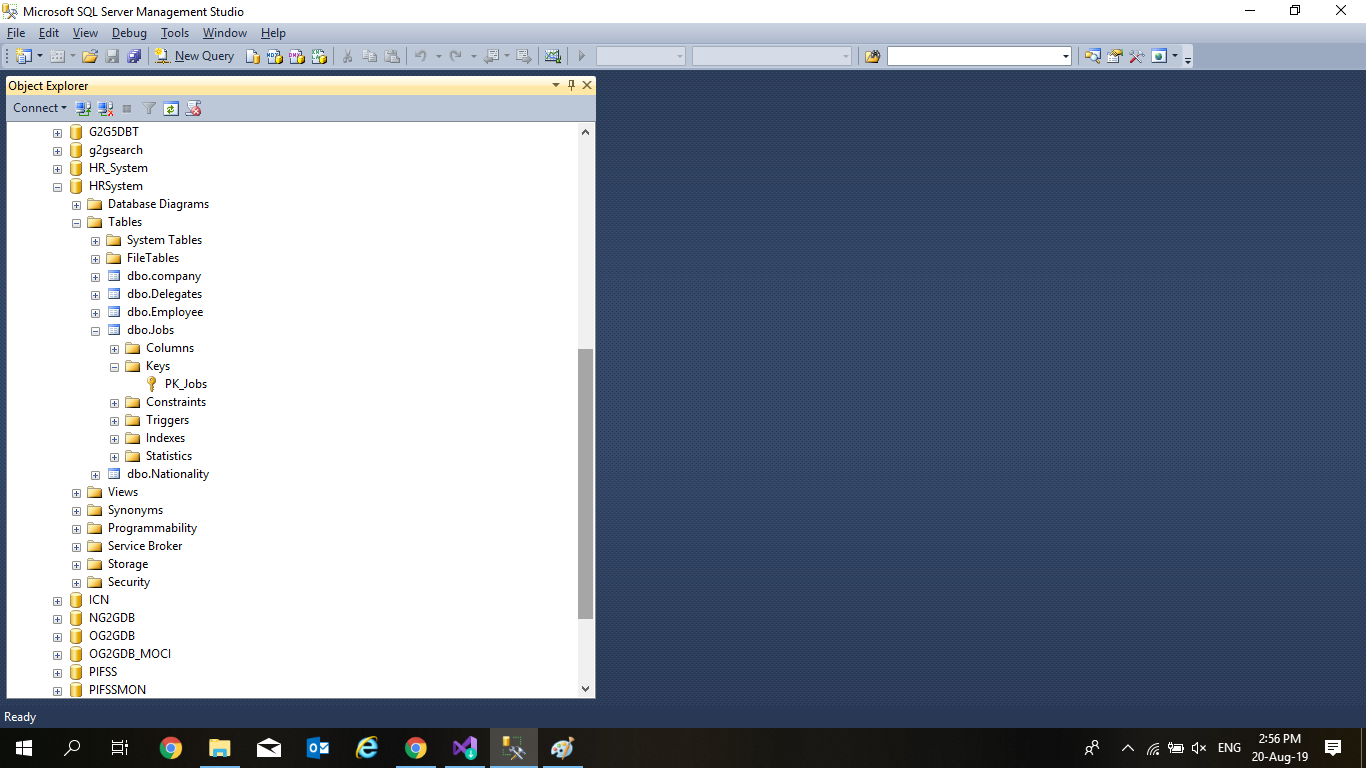 Microsoft SQL Server Management Studio
File Edit View Debug Tools Window Help
New Query
Object Explorer
Connect
G2G5DBT
g2gsearch
HR_System
HRSystem
Database Diagrams
Tables
System Tables
FileTables
dbo.company
dbo.Delegates
dbo.Employee
dbo.Jobs
Columns
Keys
PK_Jobs
Constraints
Triggers
Indexes
Statistics
dbo.Nationality
Views
Synonyms
Programmability
Service Broker
Storage
Security
ICN
NG2GDB
OG2GDB
OG2GDB_MOCI
PIFSS
PIFSSMON
Ready
ENG
2:56 PM
20-Aug-19